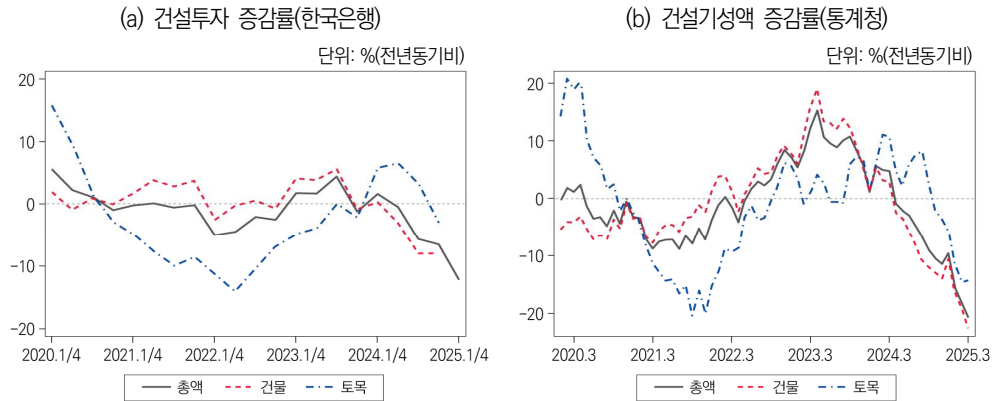 (a) 건설투자 증감률(한국은행)
단위: %(전년동기비)
20
10
0
−10
−20
2020.1/4 2021.1/4 2022.1/4 2023.1/4 2024.1/4 2025.1/4
총액 건물 토목
(b) 건설기성액 증감률(통계청)
단위: %(전년동기비)
20
10
0
−10
−20
2020.3 2021.3 2022.3 2023.3 2024.3 2025.3
총액 건물 토목